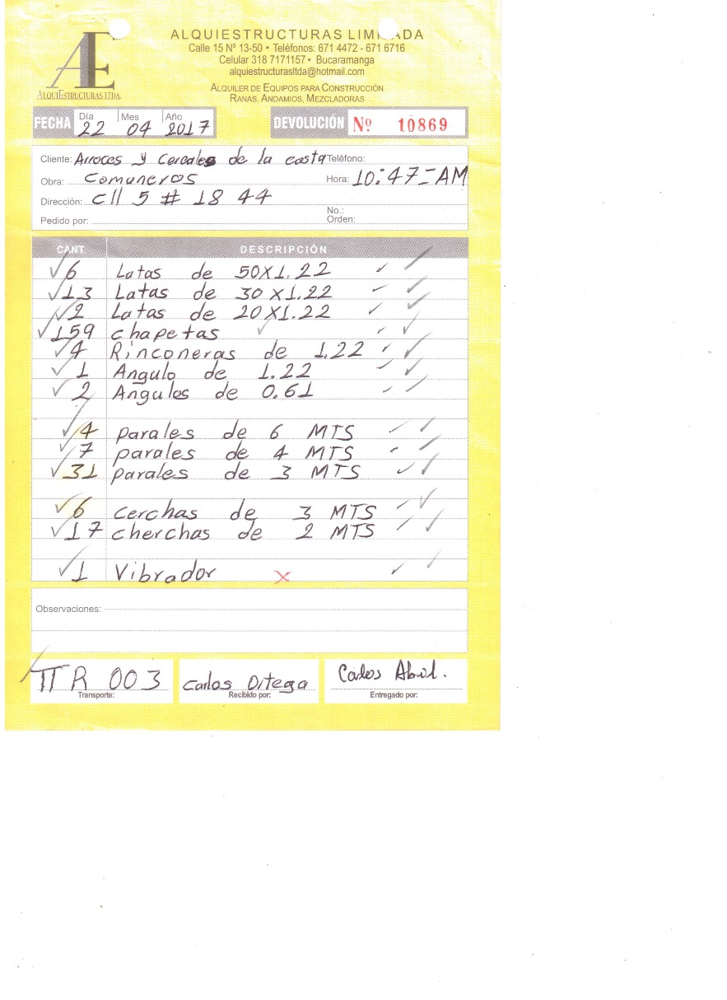 AE
ALQUIESTRUCTURAS LTDA.
ALQUIESTRUCTURAS LIMITADA
Calle 15 Nº 13-50 • Teléfonos: 671 4472 - 671 6716
Celular 318 7171157 • Bucaramanga
alquiestructurasltda@hotmail.com
ALQUILER DE EQUIPOS PARA CONSTRUCCIÓN
RANAS, ANDAMIOS, MEZCLADORAS
FECHA Día 22 Mes 04 Año 2017 DEVOLUCIÓN Nº 10869
Cliente: Arroces y Cereales de la costa Teléfono:
Obra: Comuneros Hora: 10:47 AM
Dirección: Cll 5 # 18 44
No.:
Pedido por: Orden:
CANT. DESCRIPCIÓN
6 Latas de 50X1.22
13 Latas de 30X1.22
2 Latas de 20X1.22
159 chapetas
4 Rinconeras de 1.22
1 Angulo de 1.22
2 Angulos de 0.61
4 parales de 6 MTS
7 parales de 4 MTS
31 parales de 3 MTS
6 cerchas de 3 MTS
17 cherchas de 2 MTS
1 Vibrador x
Observaciones:
TTR 003 Carlos Ortega Carlos Abril.
Transporte: Recibido por: Entregado por: